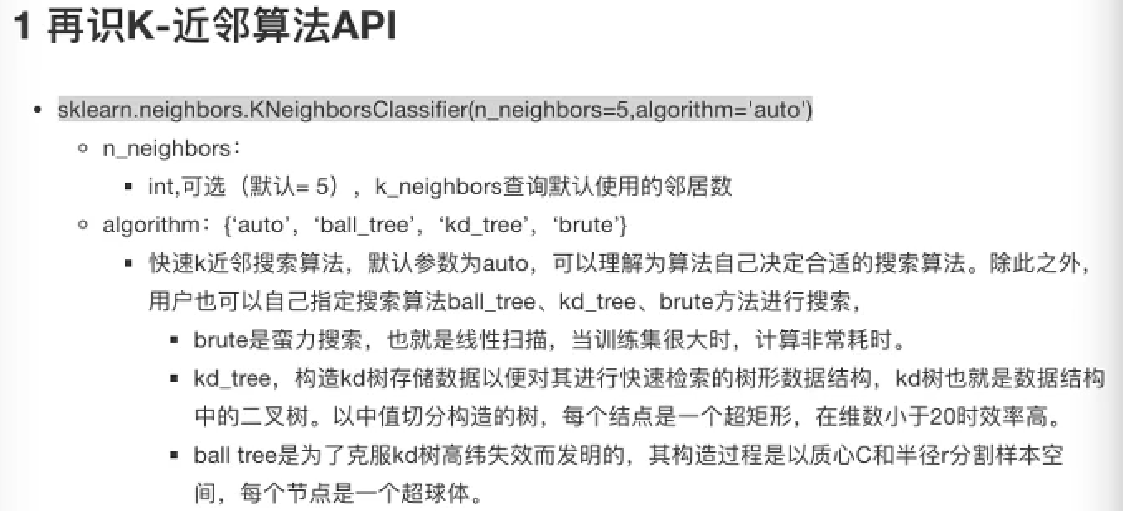 1 再识K-近邻算法API
sklearn.neighbors.KNeighborsClassifier(n_neighbors=5,algorithm='auto')
n_neighbors：
int,可选（默认= 5），k_neighbors查询默认使用的邻居数
algorithm：{‘auto’，‘ball_tree’，‘kd_tree’，‘brute’}
快速k近邻搜索算法，默认参数为auto，可以理解为算法自己决定合适的搜索算法。除此之外，
用户也可以自己指定搜索算法ball_tree、kd_tree、brute方法进行搜索，
brute是蛮力搜索，也就是线性扫描，当训练集很大时，计算非常耗时。
kd_tree，构造kd树存储数据以便对其进行快速检索的树形数据结构，kd树也就是数据结构
中的二叉树。以中值切分构造的树，每个结点是一个超矩形，在维数小于20时效率高。
ball tree是为了克服kd树高纬失效而发明的，其构造过程是以质心C和半径r分割样本空
间，每个节点是一个超球体。